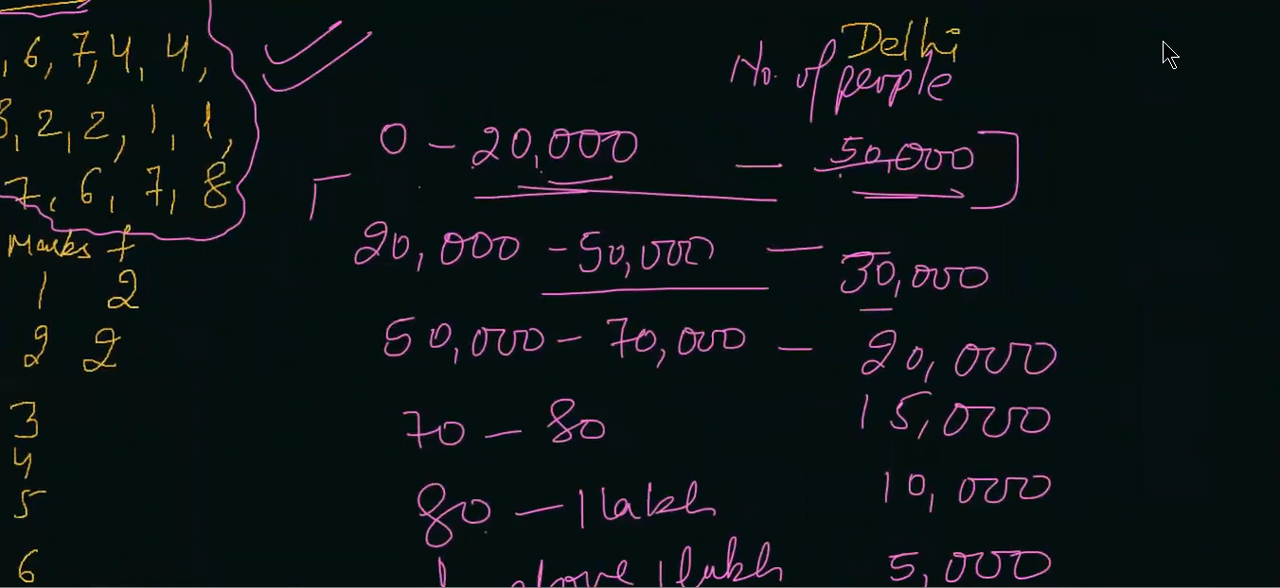 , 6, 7, 4, 4,
, 2, 2, 1, 1,
7, 6, 7, 8
Marks f
1 2
2 2
3
4
5
6
Delhi
No. of people
0 - 20,000 - 50,000
20,000 - 50,000 - 30,000
50,000 - 70,000 - 20,000
70 - 80 15,000
80 - 1 lakh 10,000
above 1 lakh 5,000